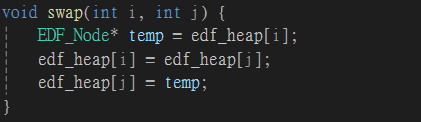 void swap(int i, int j) {
    EDF_Node* temp = edf_heap[i];
    edf_heap[i] = edf_heap[j];
    edf_heap[j] = temp;
}